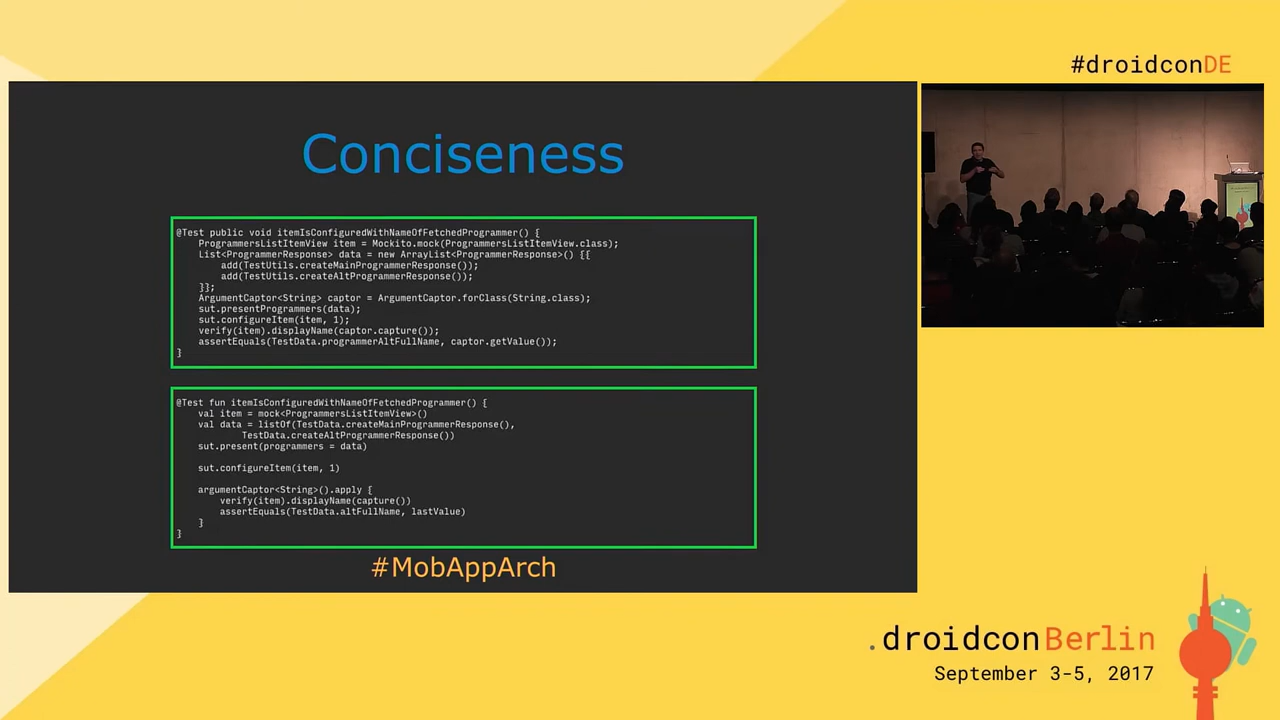 #droidconDE
Conciseness
@Test public void itemIsConfiguredWithNameOfFetchedProgrammer() {
ProgrammersListItemView item = Mockito.mock(ProgrammersListItemView.class);
List<ProgrammerResponse> data = new ArrayList<ProgrammerResponse>() {{
add(TestUtils.createMainProgrammerResponse());
add(TestUtils.createAltProgrammerResponse());
}};
ArgumentCaptor<String> captor = ArgumentCaptor.forClass(String.class);
sut.presentProgrammers(data);
sut.configureItem(item, 1);
verify(item).displayName(captor.capture());
assertEquals(TestData.programmerAltFullName, captor.getValue());
}
@Test fun itemIsConfiguredWithNameOfFetchedProgrammer() {
val item = mock<ProgrammersListItemView>()
val data = listOf(TestData.createMainProgrammerResponse(),
TestData.createAltProgrammerResponse())
sut.present(programmers = data)
sut.configureItem(item, 1)
argumentCaptor<String>().apply {
verify(item).displayName(capture())
assertEquals(TestData.altFullName, lastValue)
}
}
#MobAppArch
.droidconBerlin
September 3-5, 2017